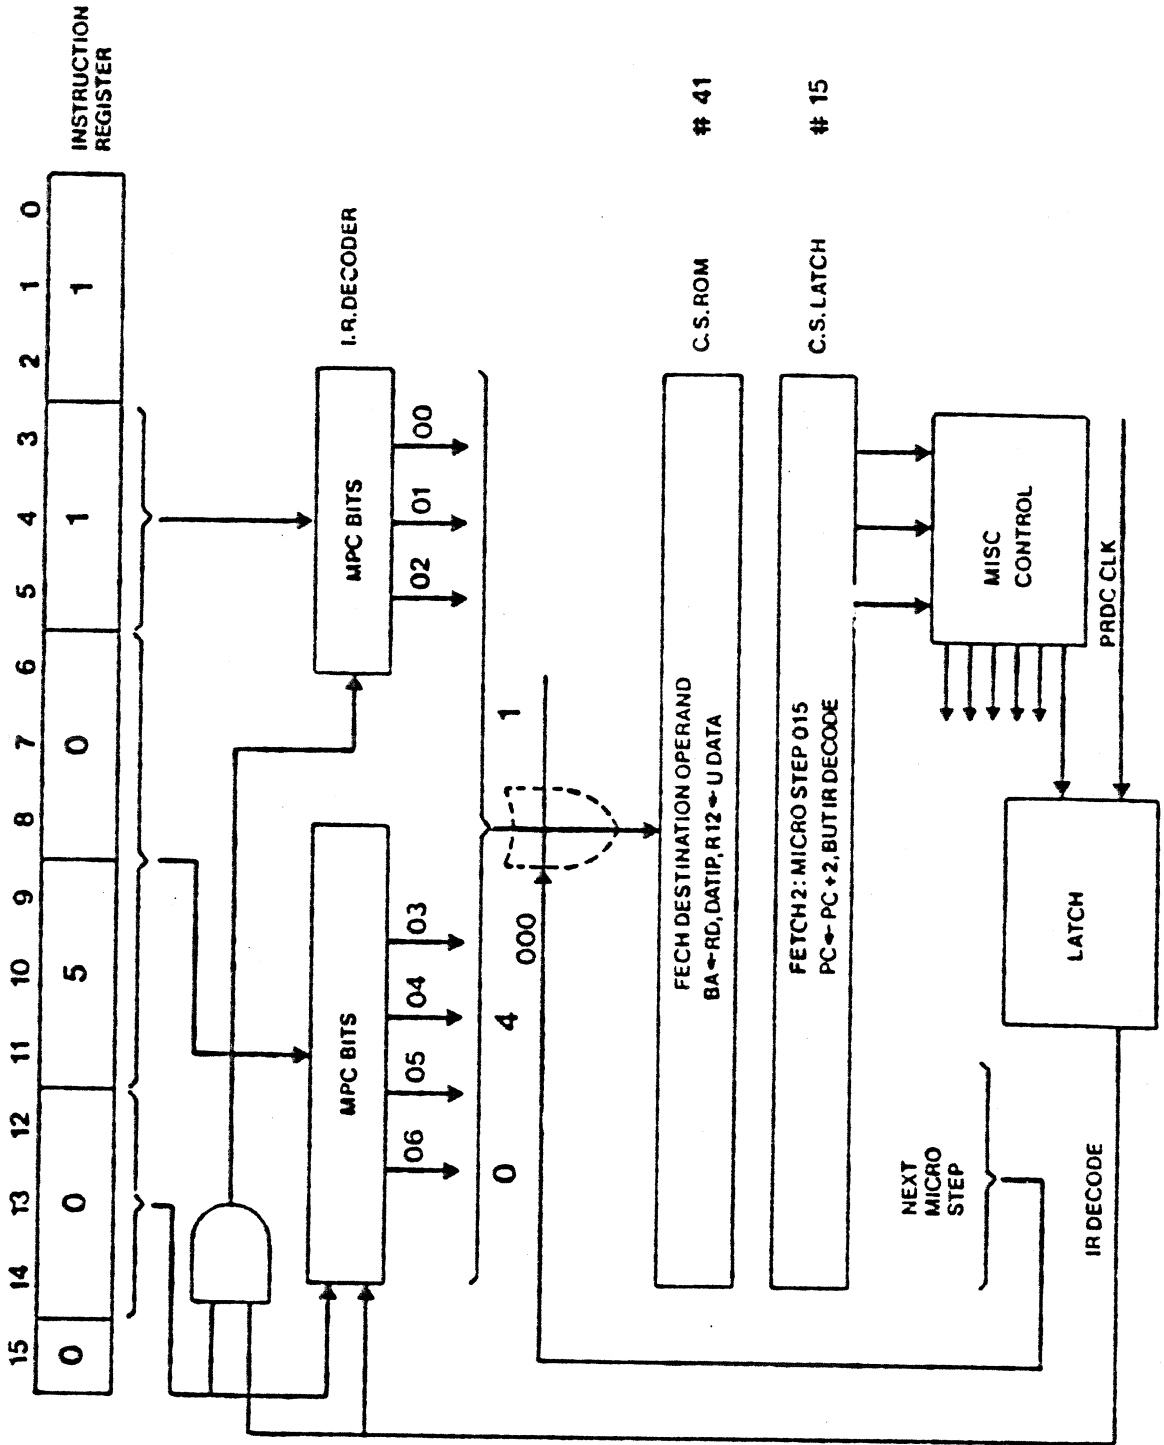 15 14 13 12 11 10 9 8 7 6 5 4 3 2 1 0
0 0 5 0 1 1
INSTRUCTION
REGISTER
MPC BITS
MPC BITS
I.R.DECODER
06 05 04 03
02 01 00
0 4 1
000
FECH DESTINATION OPERAND
BA←RD, DATIP, R12←U DATA
C.S.ROM
# 41
FETCH 2: MICRO STEP 015
PC←PC+2, BUT IR DECODE
C.S.LATCH
# 15
NEXT
MICRO
STEP
MISC
CONTROL
PRDC CLK
LATCH
IR DECODE